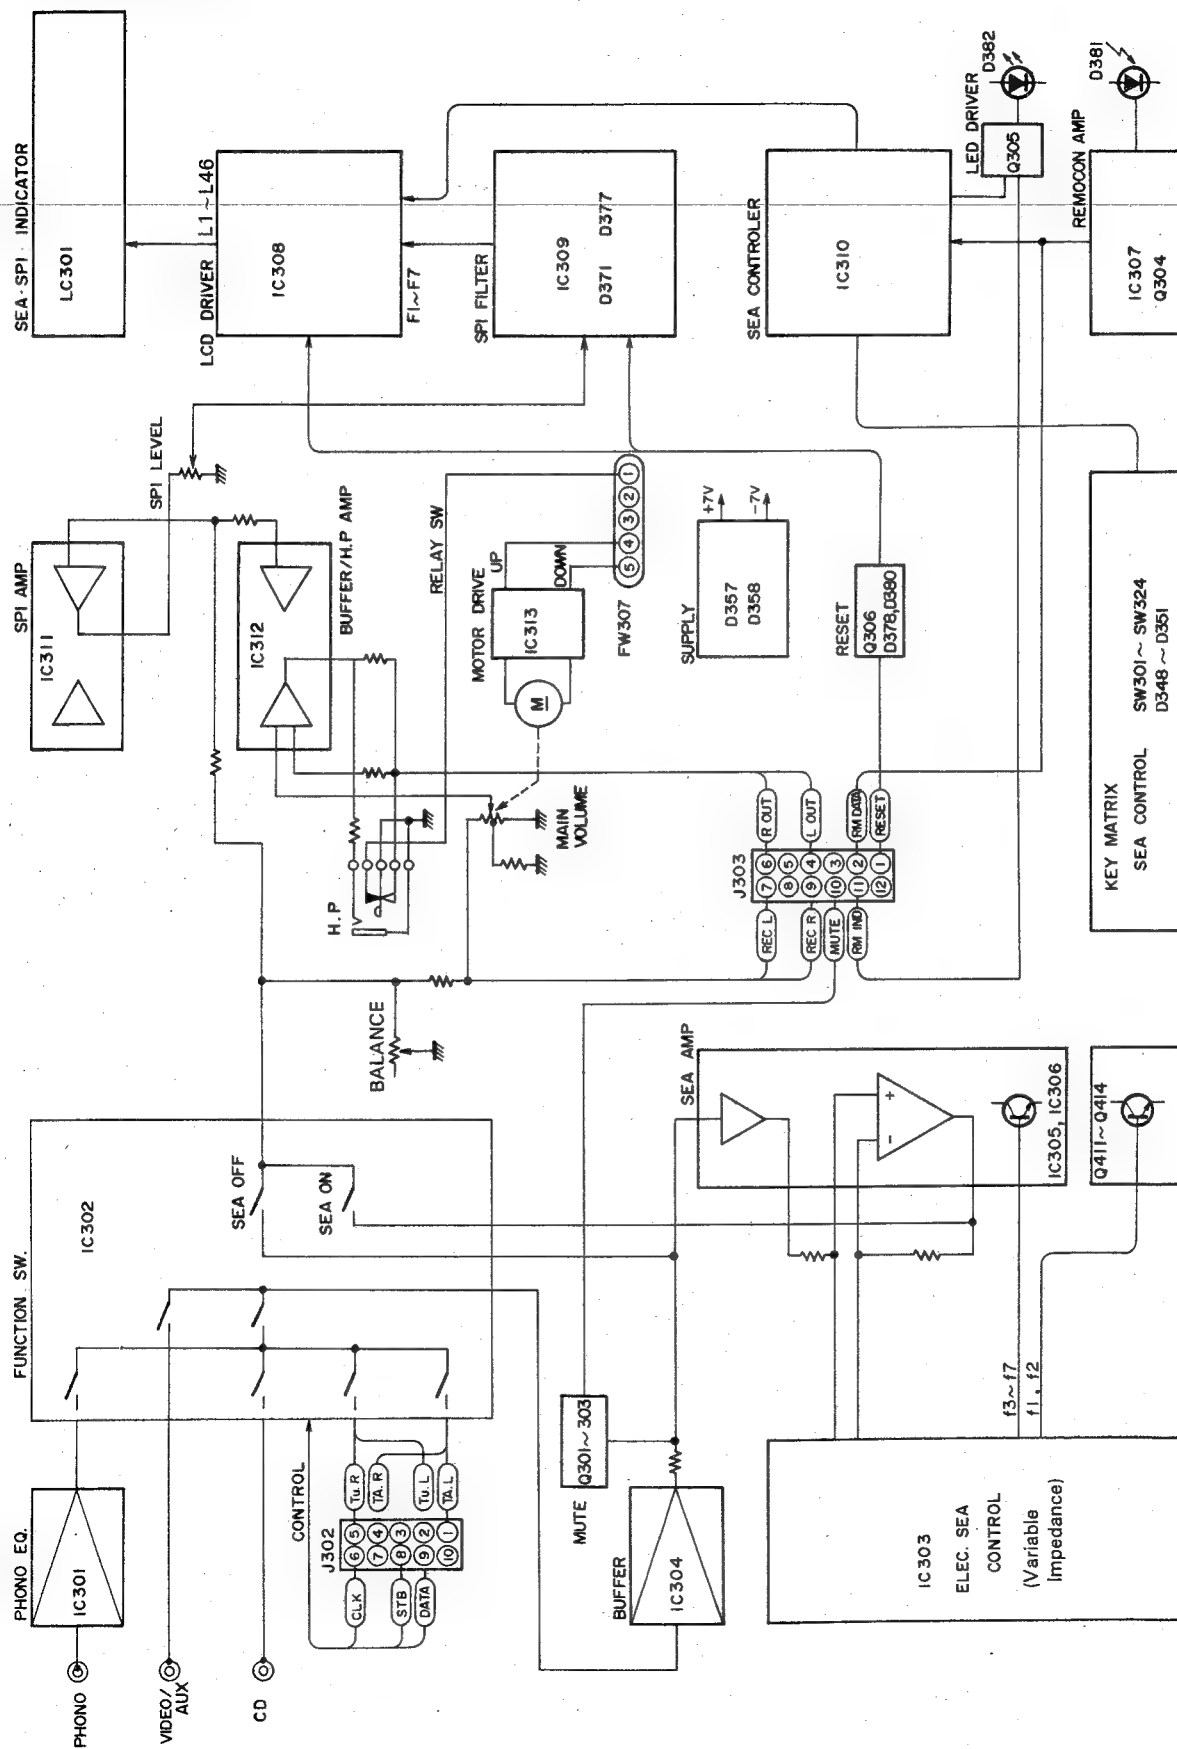 PHONO
VIDEO/
AUX
CD
PHONO EQ.
IC301
FUNCTION SW.
IC302
SEA OFF
SEA ON
CONTROL
J302
6 5
7 4
8 3
9 2
10 1
CLK
STB
DATA
Tu.R
TA.R
Tu.L
TA.L
BUFFER
IC304
MUTE
Q301~303
IC303
ELEC. SEA
CONTROL
(Variable
Impedance)
f3~f7
f1, f2
SEA AMP
+
-
IC305, IC306
Q411~Q414
BALANCE
H.P
MAIN
VOLUME
J303
7 6
8 5
9 4
10 3
11 2
12 1
REC L
REC R
MUTE
RM IND
R OUT
L OUT
RM DATA
RESET
SPI AMP
IC311
SPI LEVEL
IC312
BUFFER/H.P AMP
RELAY SW
MOTOR DRIVE
IC313
UP
DOWN
M
FW307
5 4 3 2 1
SUPPLY
D357
D358
+7V
-7V
RESET
Q306
D378,D380
KEY MATRIX
SEA CONTROL
SW301~SW324
D348~D351
SEA·SPI INDICATOR
LC301
LCD DRIVER
L1~L46
IC308
F1~F7
SPI FILTER
IC309
D371 D377
SEA CONTROLER
IC310
LED DRIVER
Q305
D382
REMOCON AMP
IC307
Q304
D381